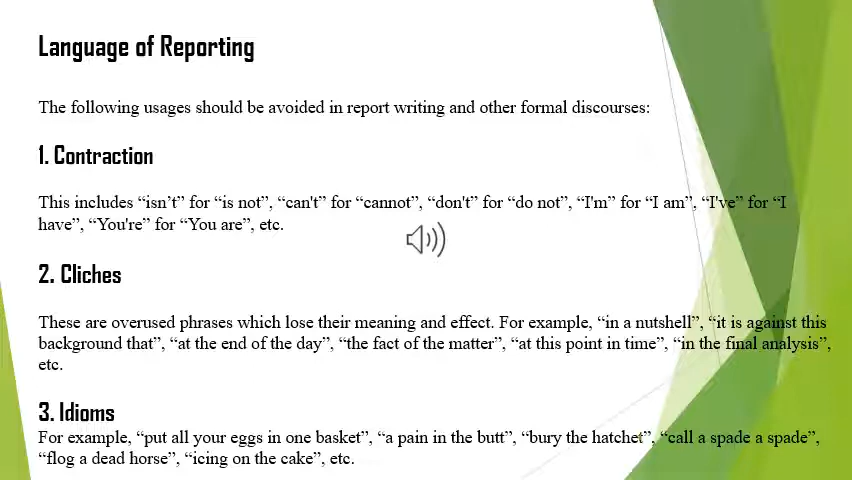 Language of Reporting
The following usages should be avoided in report writing and other formal discourses:
1. Contraction
This includes “isn’t” for “is not”, “can't” for “cannot”, “don't” for “do not”, “I'm” for “I am”, “I've” for “I
have”, “You're” for “You are”, etc.
2. Cliches
These are overused phrases which lose their meaning and effect. For example, “in a nutshell”, “it is against this
background that”, “at the end of the day”, “the fact of the matter”, “at this point in time”, “in the final analysis”,
etc.
3. Idioms
For example, “put all your eggs in one basket”, “a pain in the butt”, “bury the hatchet”, “call a spade a spade”,
“flog a dead horse”, “icing on the cake”, etc.